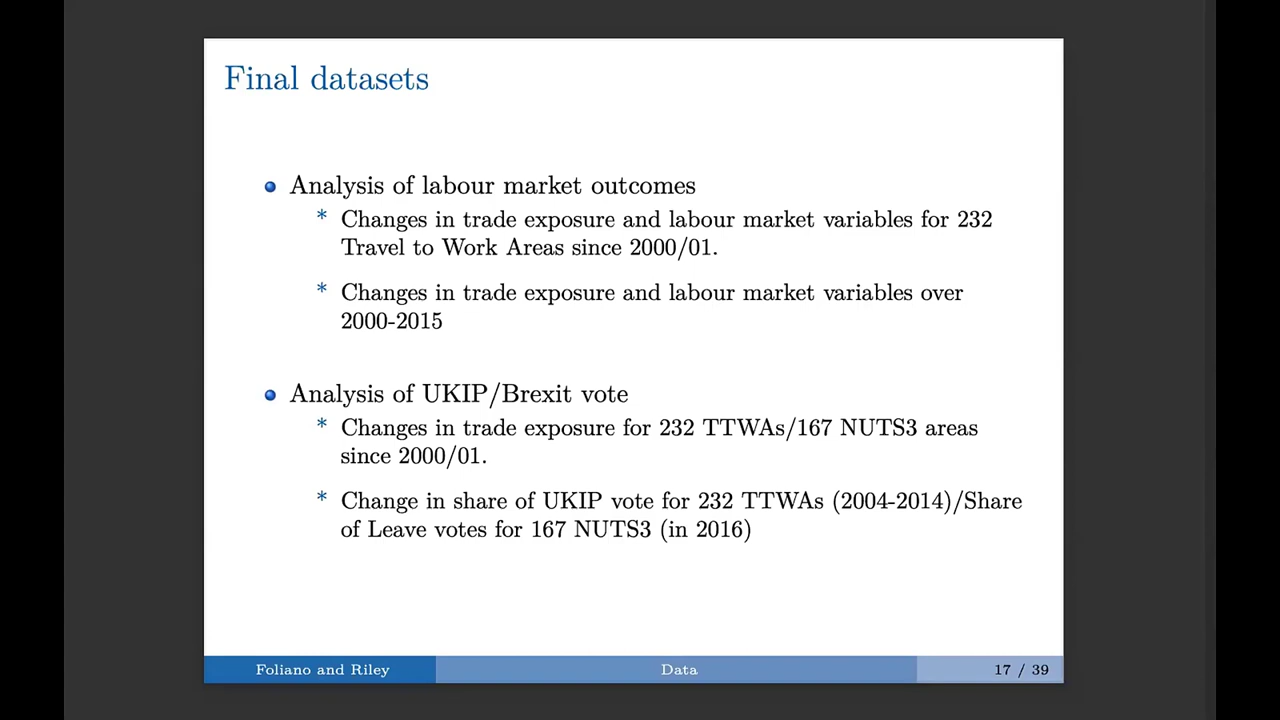 Final datasets
Analysis of labour market outcomes
* Changes in trade exposure and labour market variables for 232
Travel to Work Areas since 2000/01.
* Changes in trade exposure and labour market variables over
2000-2015
Analysis of UKIP/Brexit vote
* Changes in trade exposure for 232 TTWAs/167 NUTS3 areas
since 2000/01.
* Change in share of UKIP vote for 232 TTWAs (2004-2014)/Share
of Leave votes for 167 NUTS3 (in 2016)
Foliano and Riley Data 17 / 39